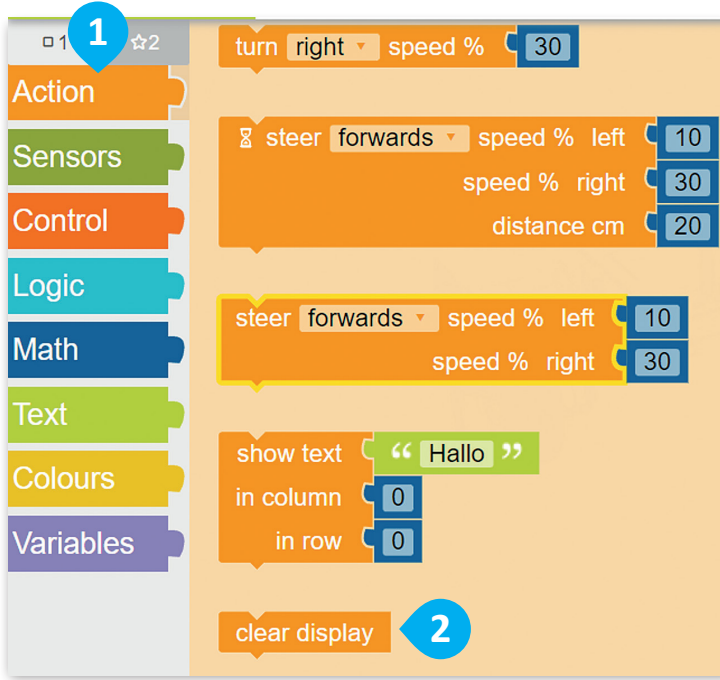 1 1 2
Action
Sensors
Control
Logic
Math
Text
Colours
Variables
turn right speed % 30
steer forwards speed % left 10
speed % right 30
distance cm 20
steer forwards speed % left 10
speed % right 30
show text “ Hallo ”
in column 0
in row 0
clear display 2